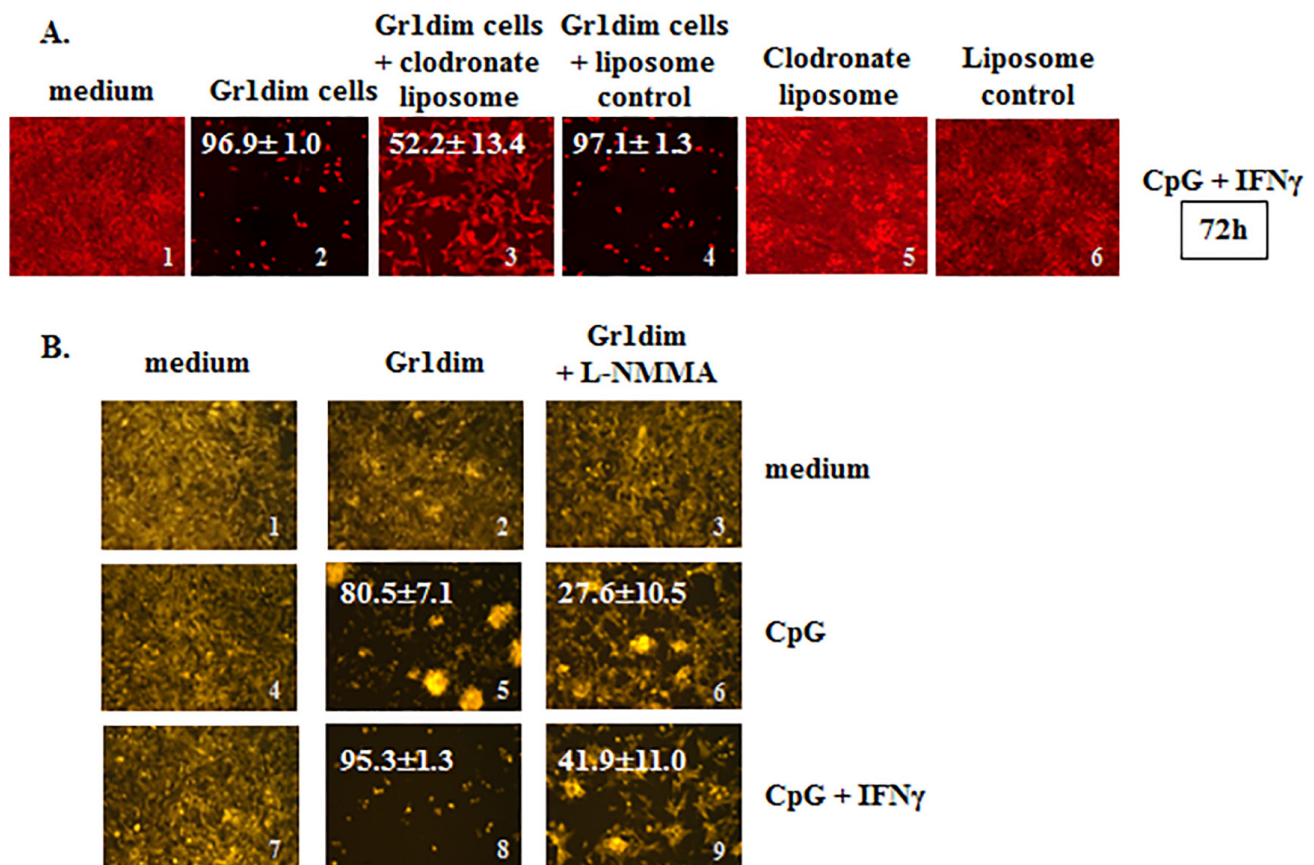 A.
medium
Gr1dim cells
Gr1dim cells
+ clodronate
liposome
Gr1dim cells
+ liposome
control
Clodronate
liposome
Liposome
control
96.9± 1.0
52.2± 13.4
97.1± 1.3
1
2
3
4
5
6
CpG + IFNγ
72h
B.
medium
Gr1dim
Gr1dim
+ L-NMMA
1
2
3
medium
80.5±7.1
27.6±10.5
4
5
6
CpG
95.3±1.3
41.9±11.0
7
8
9
CpG + IFNγ